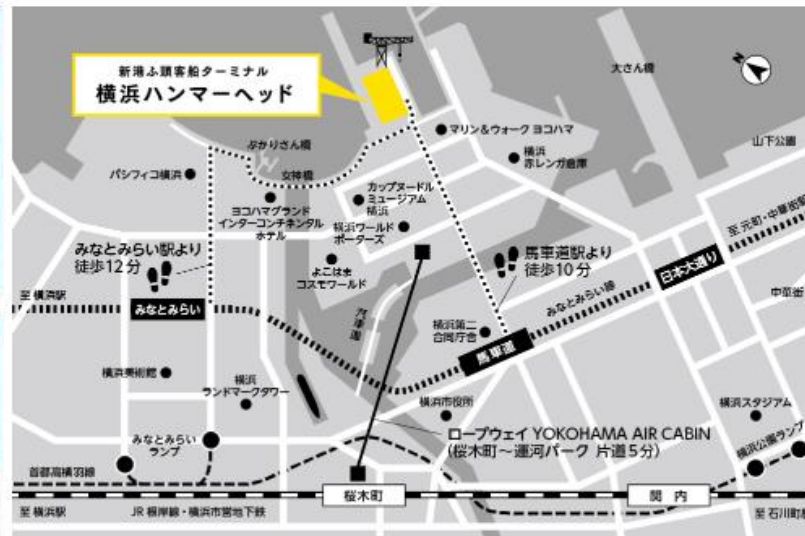 新港ふ頭客船ターミナル
横浜ハンマーヘッド
N
大さん橋
山下公園
マリン&ウォーク ヨコハマ
横浜
赤レンガ倉庫
ぷかりさん橋
女神橋
パシフィコ横浜
カップヌードル
ミュージアム
横浜
ヨコハマグランド
インターコンチネンタル
ホテル
横浜ワールド
ポーターズ
よこはま
コスモワールド
みなとみらい駅より
徒歩12分
馬車道駅より
徒歩10分
至 元町・中華街駅
日本大通り
中華街
至 横浜駅
みなとみらい
みなとみらい線
汽車道
横浜第二
合同庁舎
馬車道
横浜美術館
横浜
ランドマークタワー
横浜市役所
横浜スタジアム
みなとみらい
ランプ
ロープウェイ YOKOHAMA AIR CABIN
(桜木町〜運河パーク 片道5分)
横浜公園ランプ
首都高横羽線
桜木町
関内
至 横浜駅
JR 根岸線・横浜市営地下鉄
至 石川町駅